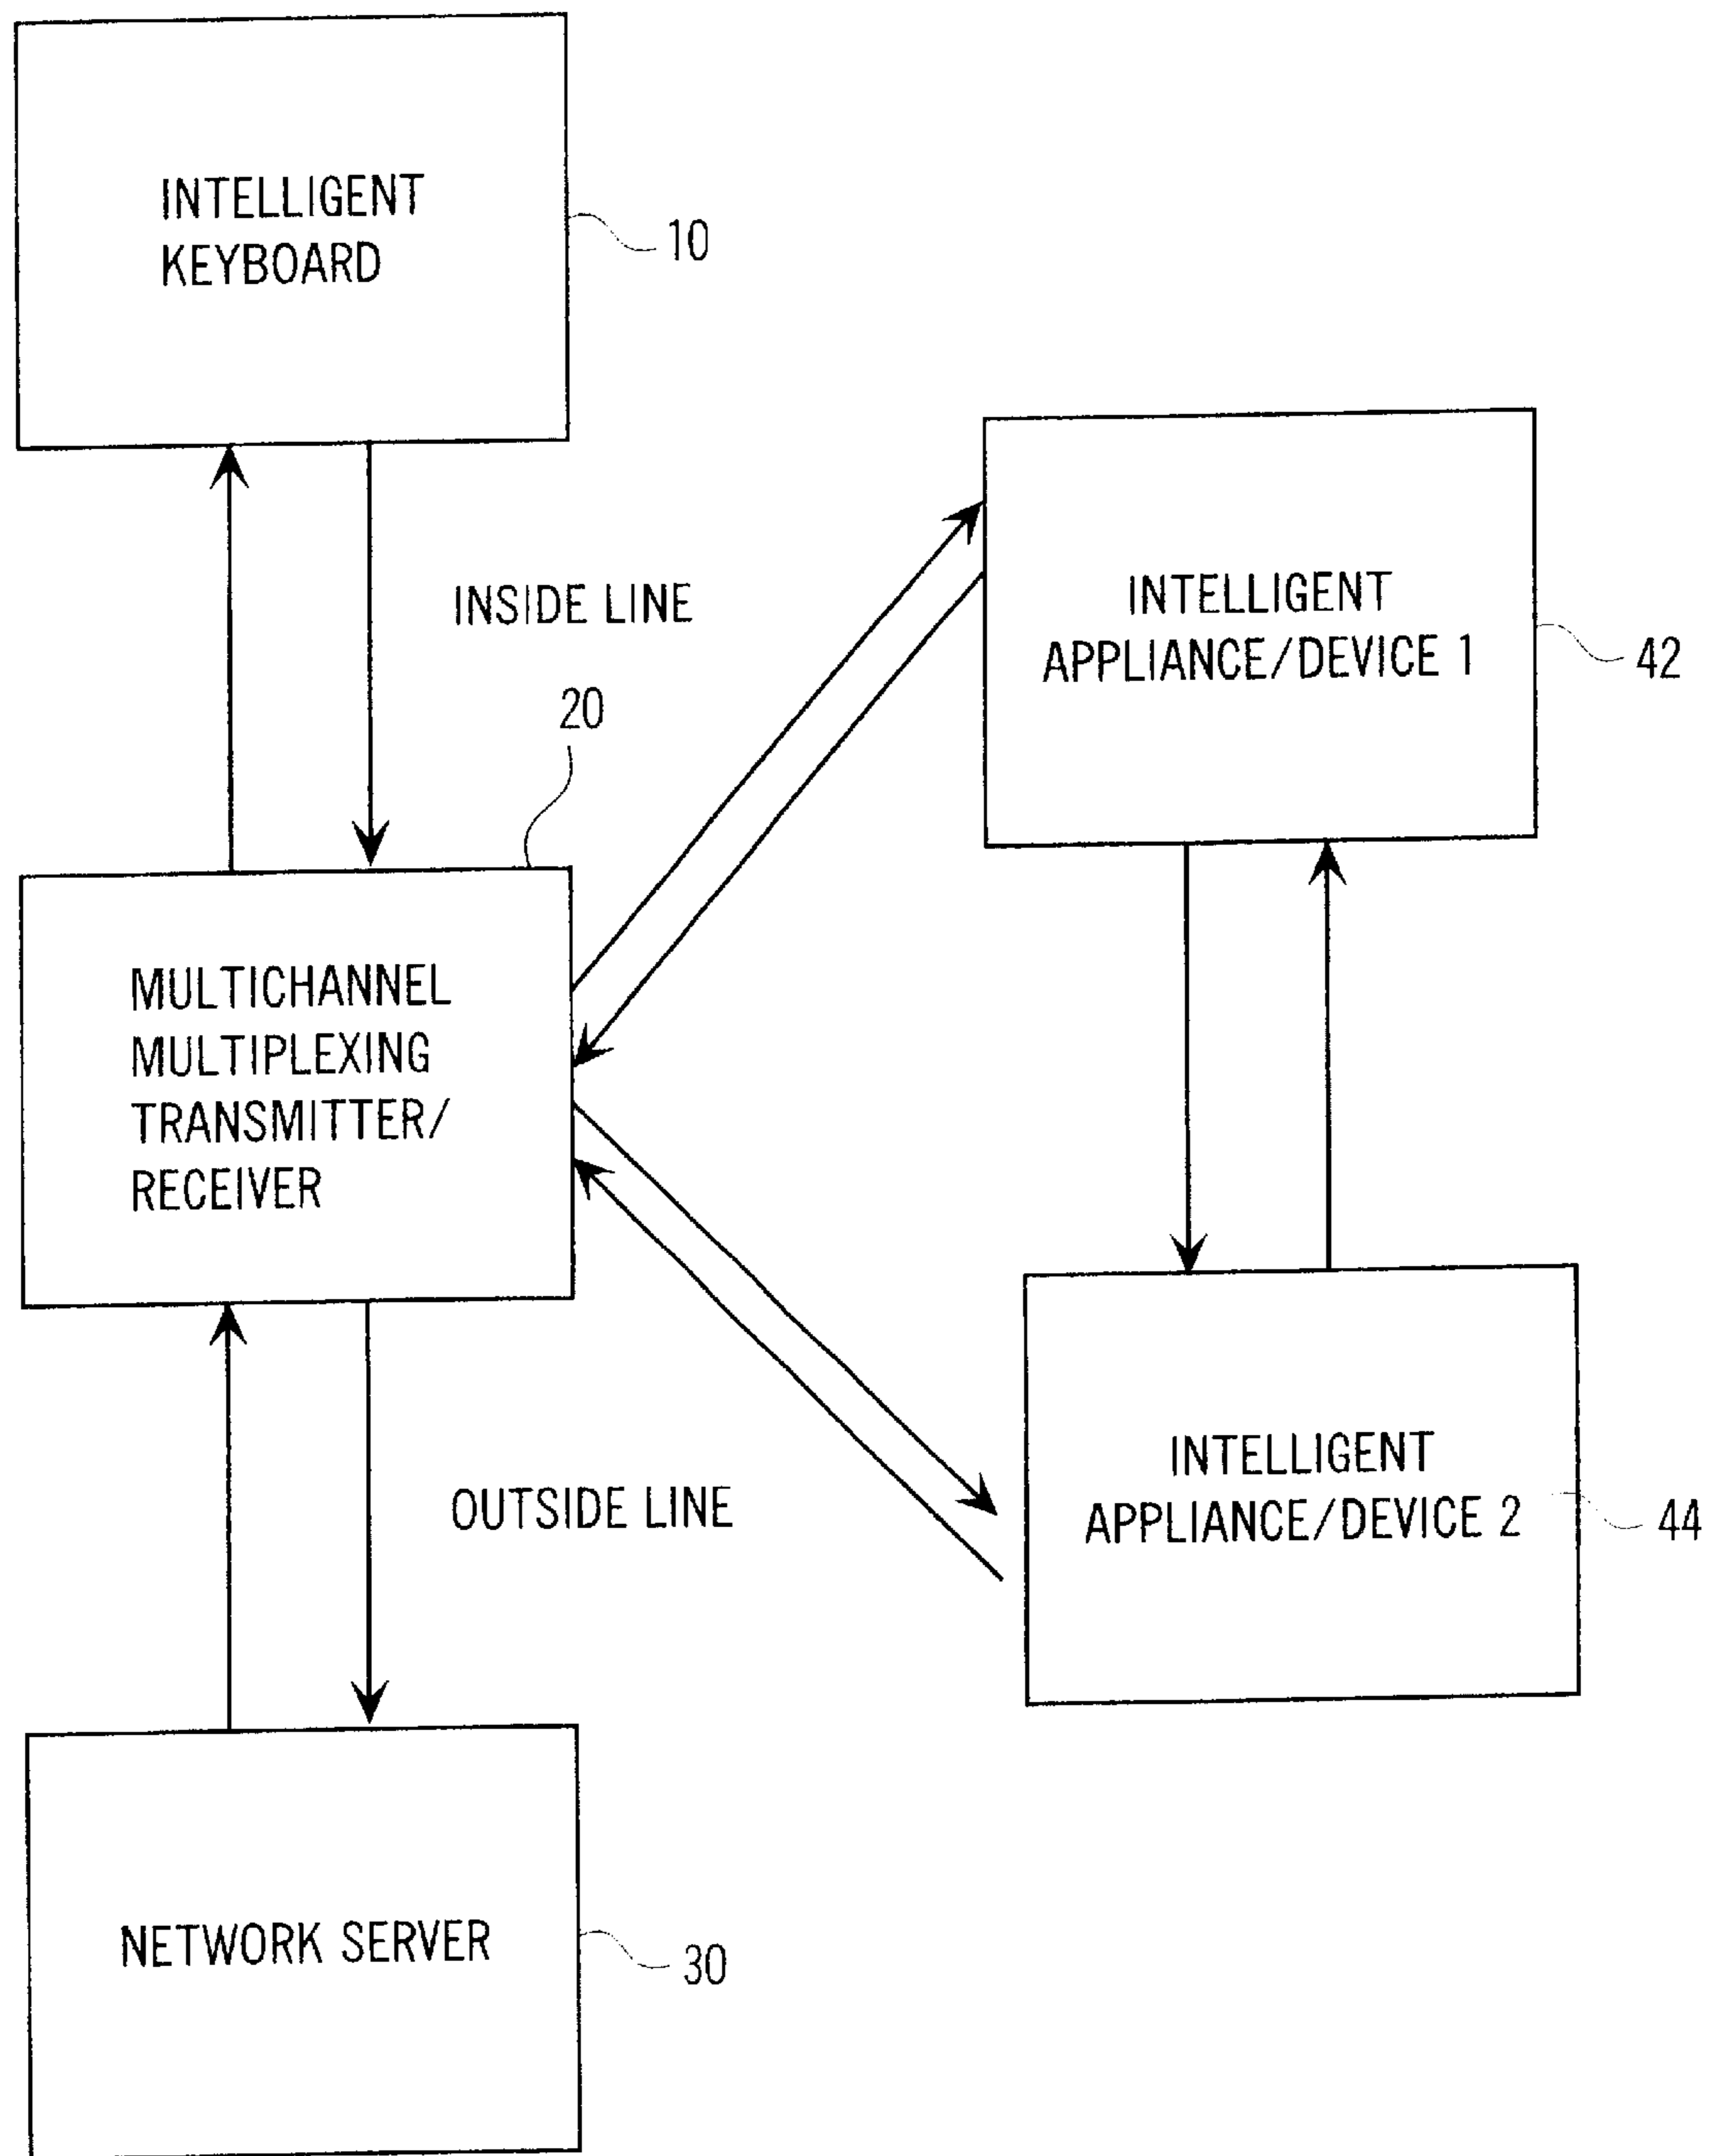 INTELLIGENT
KEYBOARD
10
INSIDE LINE
INTELLIGENT
APPLIANCE/DEVICE 1
42
20
MULTICHANNEL
MULTIPLEXING
TRANSMITTER/
RECEIVER
INTELLIGENT
APPLIANCE/DEVICE 2
44
OUTSIDE LINE
NETWORK SERVER
30